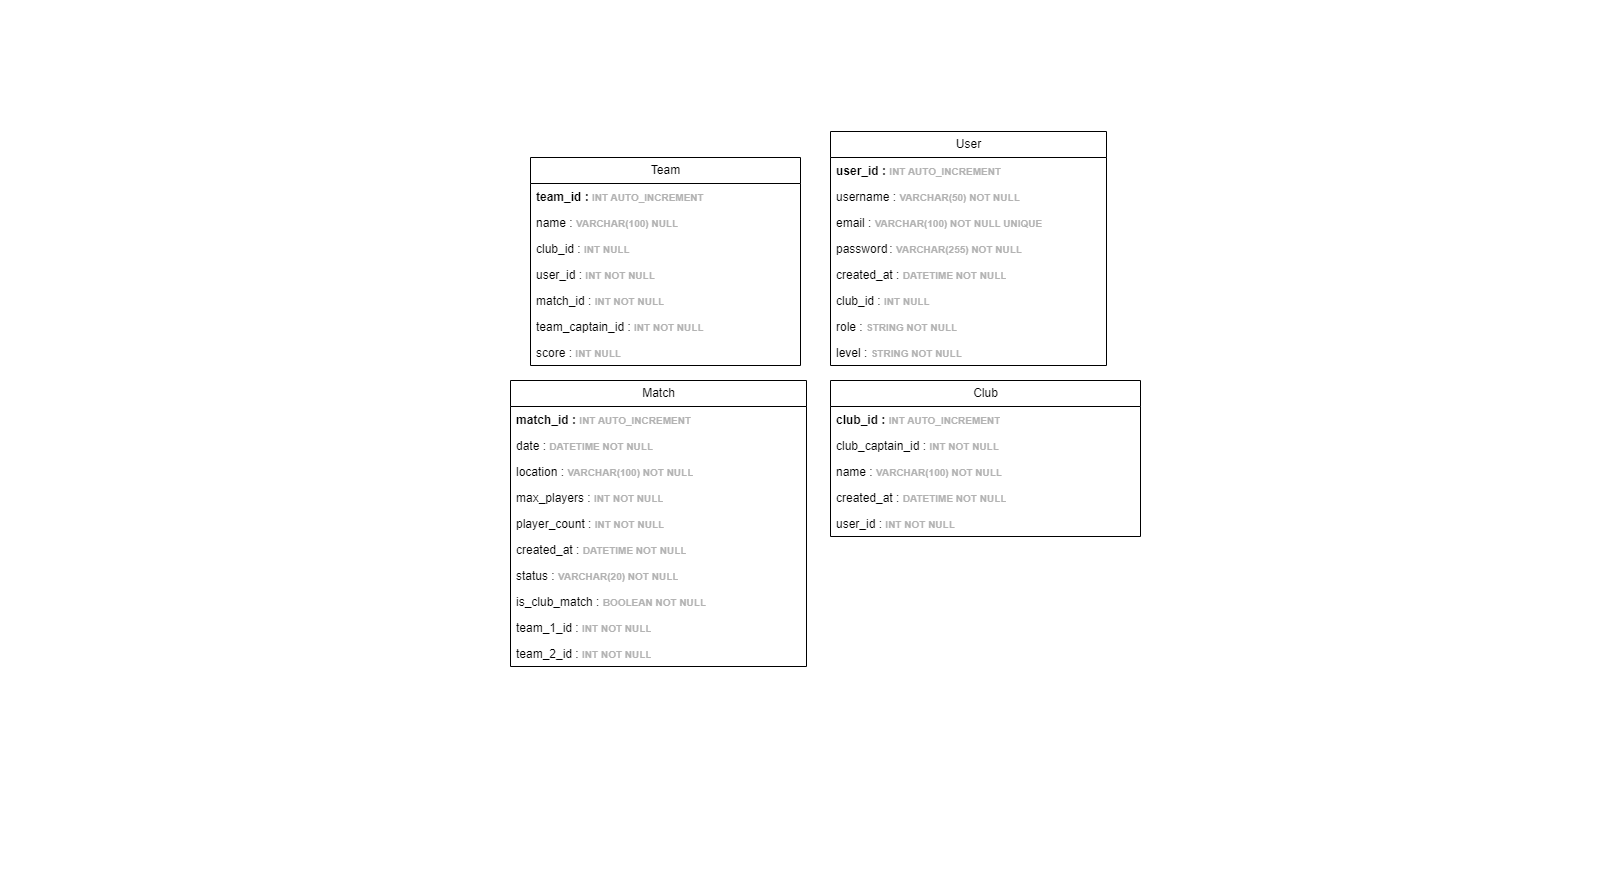 Team
team_id : INT AUTO_INCREMENT
name : VARCHAR(100) NULL
club_id : INT NULL
user_id : INT NOT NULL
match_id : INT NOT NULL
team_captain_id : INT NOT NULL
score : INT NULL
User
user_id : INT AUTO_INCREMENT
username : VARCHAR(50) NOT NULL
email : VARCHAR(100) NOT NULL UNIQUE
password : VARCHAR(255) NOT NULL
created_at : DATETIME NOT NULL
club_id : INT NULL
role : STRING NOT NULL
level : STRING NOT NULL
Match
match_id : INT AUTO_INCREMENT
date : DATETIME NOT NULL
location : VARCHAR(100) NOT NULL
max_players : INT NOT NULL
player_count : INT NOT NULL
created_at : DATETIME NOT NULL
status : VARCHAR(20) NOT NULL
is_club_match : BOOLEAN NOT NULL
team_1_id : INT NOT NULL
team_2_id : INT NOT NULL
Club
club_id : INT AUTO_INCREMENT
club_captain_id : INT NOT NULL
name : VARCHAR(100) NOT NULL
created_at : DATETIME NOT NULL
user_id : INT NOT NULL